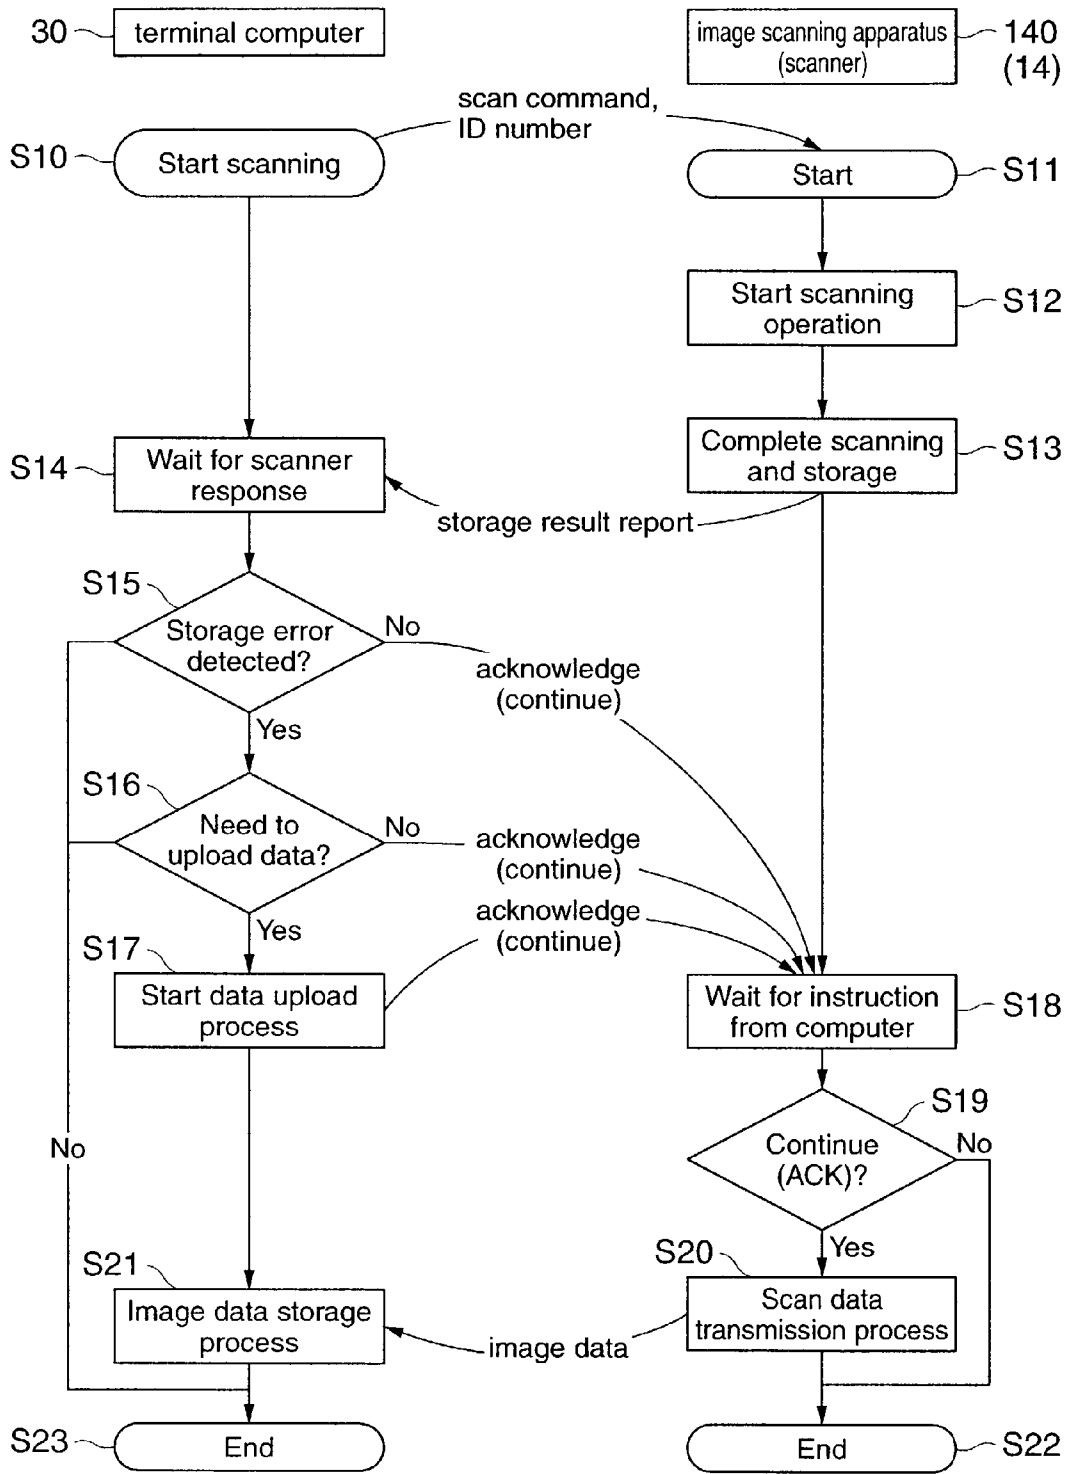 30
terminal computer
image scanning apparatus
(scanner)
140
(14)
scan command,
ID number
S10
Start scanning
Start
S11
Start scanning
operation
S12
S14
Wait for scanner
response
Complete scanning
and storage
S13
storage result report
S15
Storage error
detected?
No
acknowledge
(continue)
Yes
S16
Need to
upload data?
No
acknowledge
(continue)
Yes
acknowledge
(continue)
S17
Start data upload
process
Wait for instruction
from computer
S18
S19
Continue
(ACK)?
No
No
Yes
S20
S21
Image data storage
process
Scan data
transmission process
image data
S23
End
End
S22